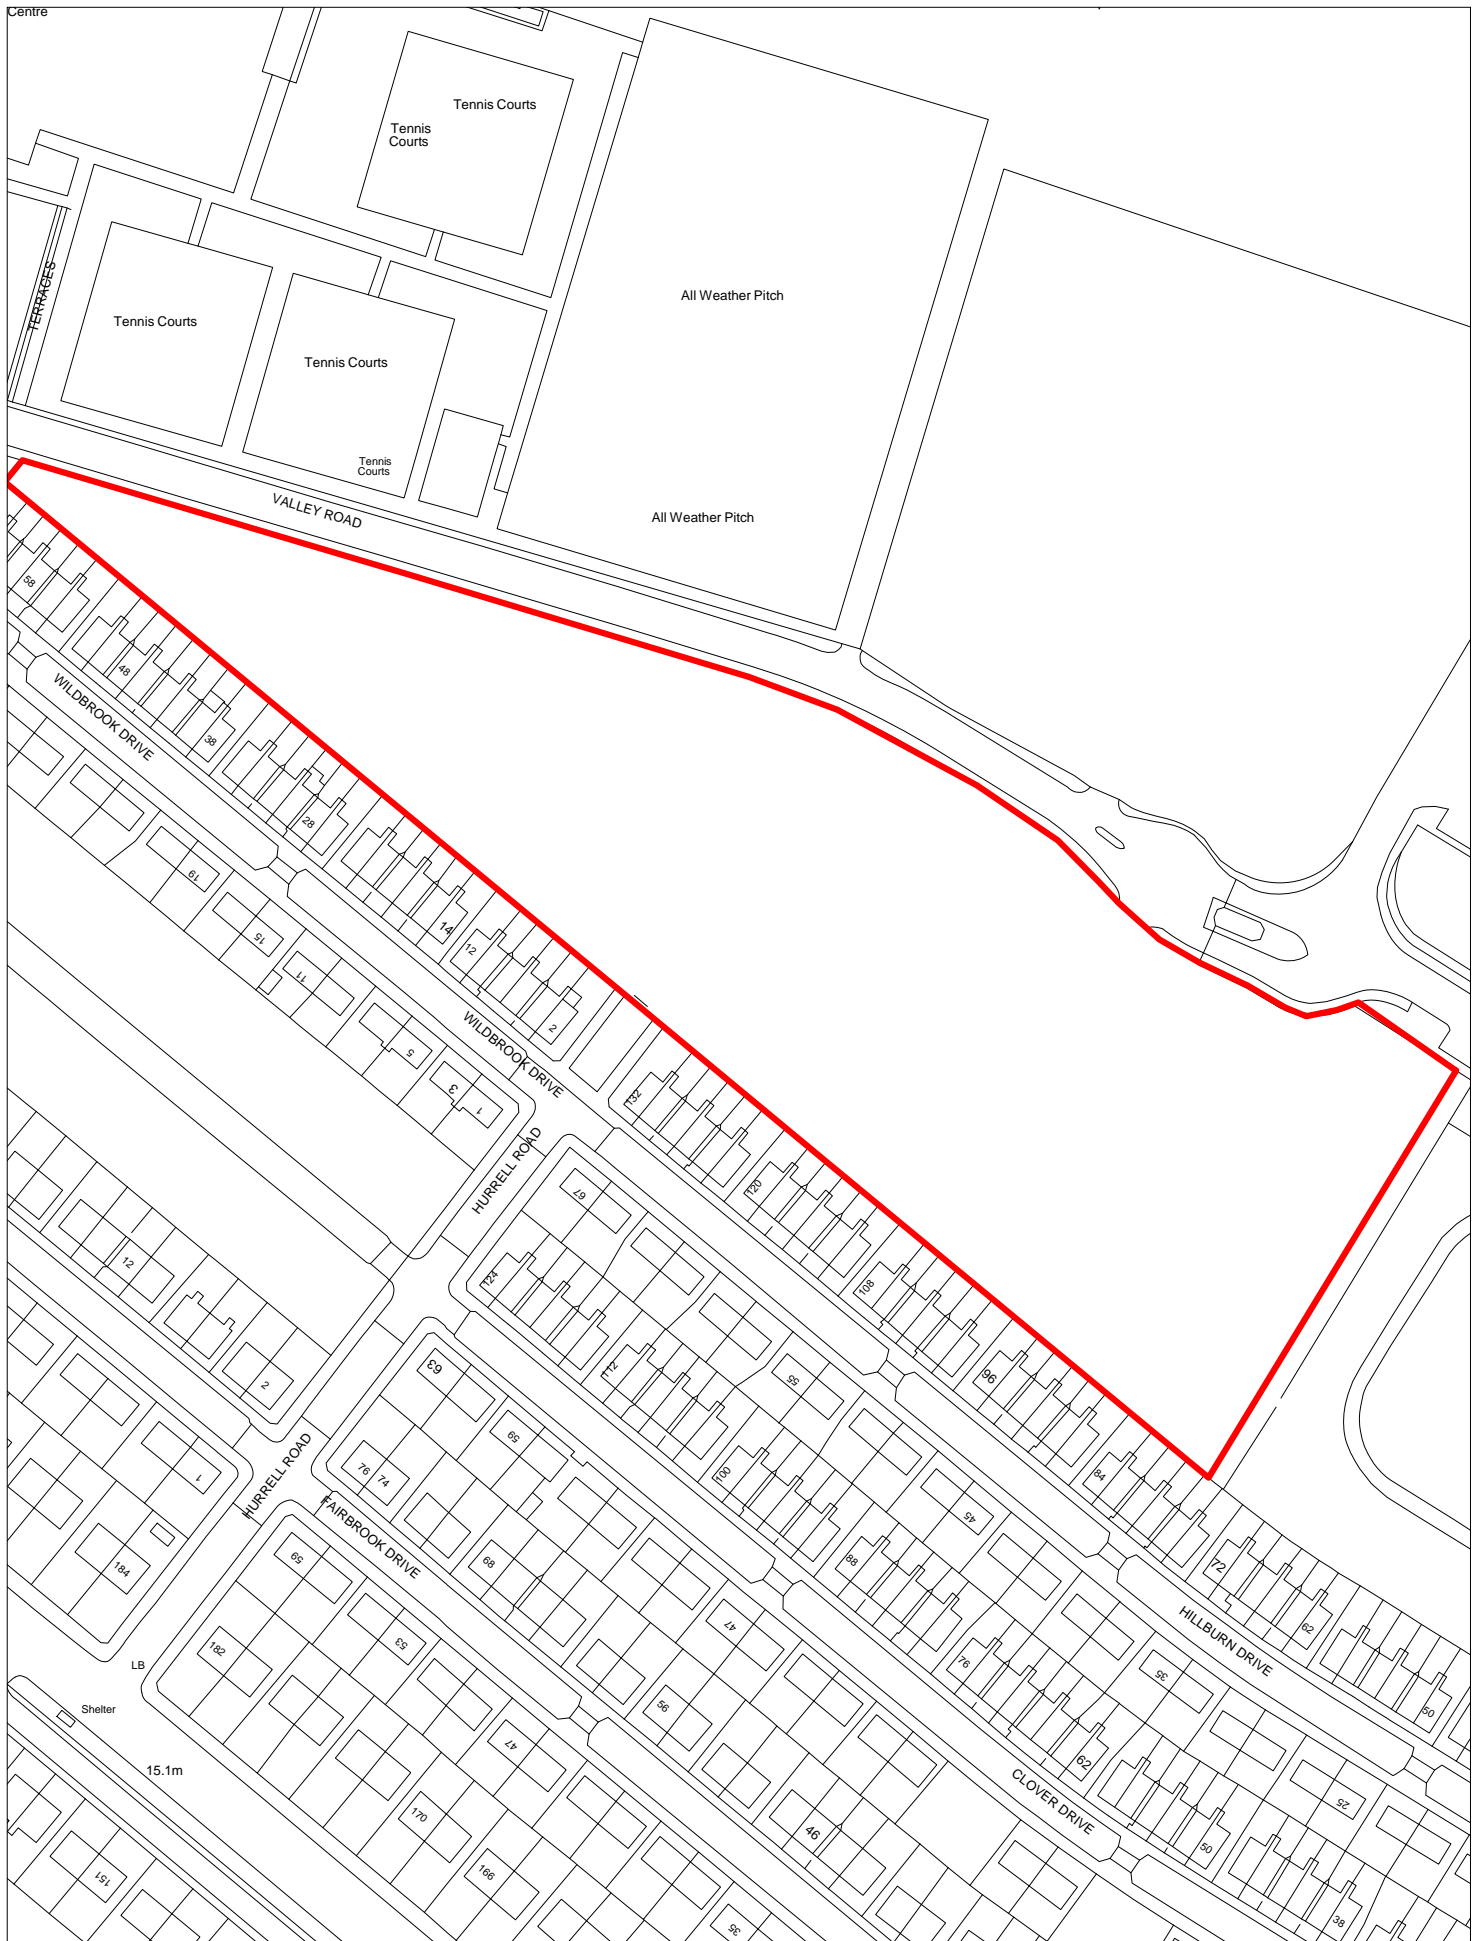 Centre
Tennis Courts
Tennis
Courts
All Weather Pitch
TERRACES
Tennis Courts
Tennis Courts
Tennis
Courts
VALLEY ROAD
All Weather Pitch
58
48
WILDBROOK DRIVE
38
28
19
15
14
12
11
5
3
1
2
WILDBROOK DRIVE
132
HURRELL ROAD
67
120
124
108
12
2
63
112
55
96
59
100
84
76
74
1
HURRELL ROAD
FAIRBROOK DRIVE
45
88
72
59
68
184
62
HILLBURN DRIVE
182
53
47
76
35
LB
Shelter
56
50
15.1m
47
62
CLOVER DRIVE
25
170
46
50
151
166
35
38